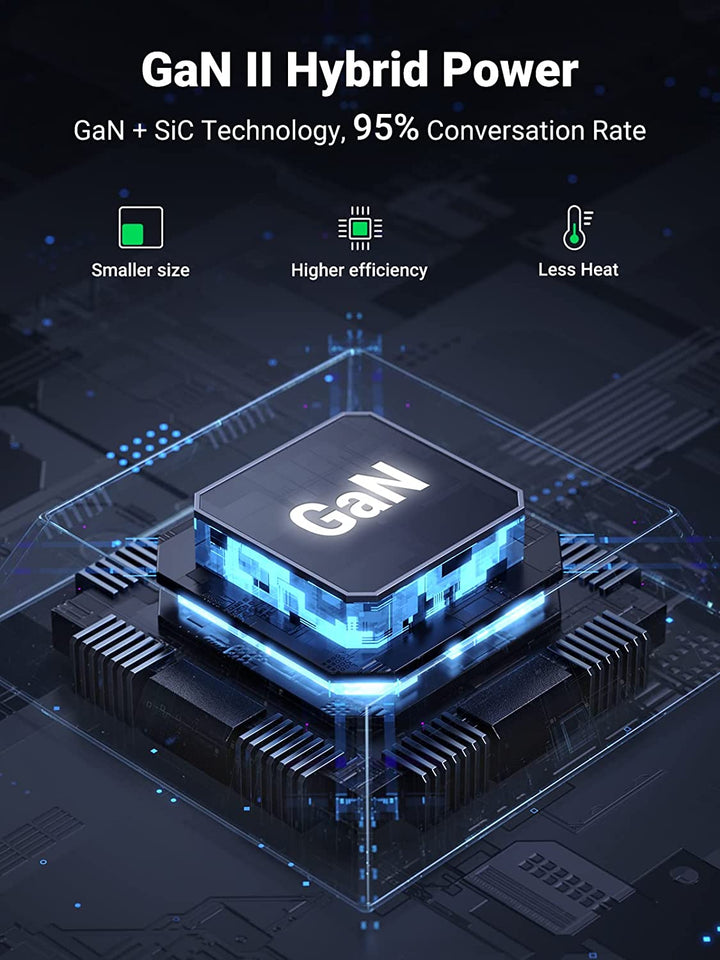 GaN II Hybrid Power
GaN + SiC Technology, 95% Conversation Rate
Smaller size
Higher efficiency
Less Heat
GaN